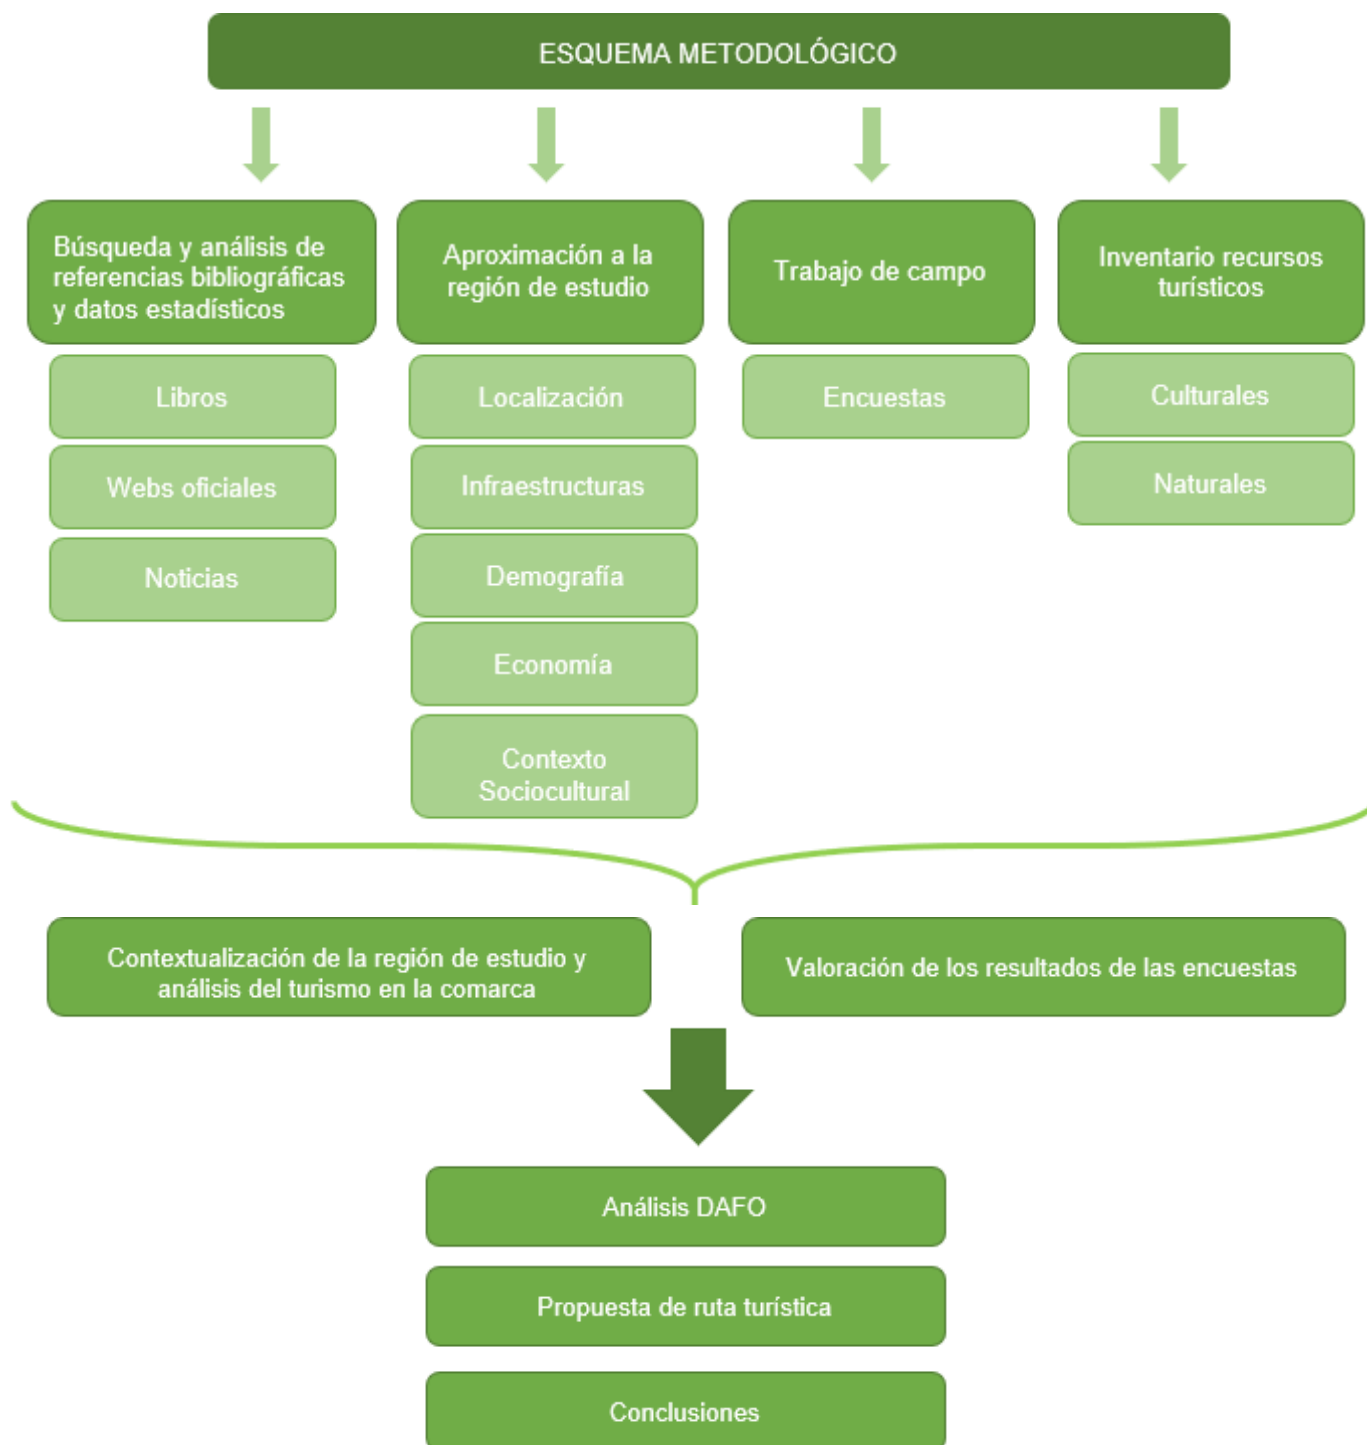 ESQUEMA METODOLÓGICO
Búsqueda y análisis de
referencias bibliográficas
y datos estadísticos
Libros
Webs oficiales
Noticias
Aproximación a la
región de estudio
Localización
Infraestructuras
Demografía
Economía
Contexto
Sociocultural
Trabajo de campo
Encuestas
Inventario recursos
turísticos
Culturales
Naturales
Contextualización de la región de estudio y
análisis del turismo en la comarca
Valoración de los resultados de las encuestas
Análisis DAFO
Propuesta de ruta turística
Conclusiones